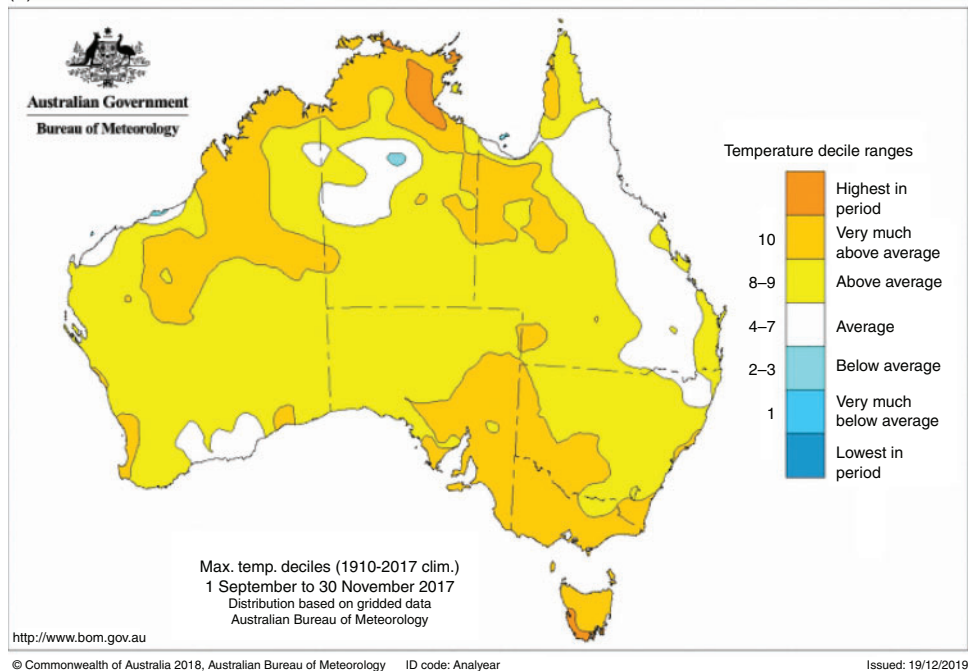 Australian Government
Bureau of Meteorology
Temperature decile ranges
Highest in
period
10
Very much
above average
8–9
Above average
4–7
Average
2–3
Below average
1
Very much
below average
Lowest in
period
Max. temp. deciles (1910-2017 clim.)
1 September to 30 November 2017
Distribution based on gridded data
Australian Bureau of Meteorology
http://www.bom.gov.au
© Commonwealth of Australia 2018, Australian Bureau of Meteorology ID code: Analyear Issued: 19/12/2019